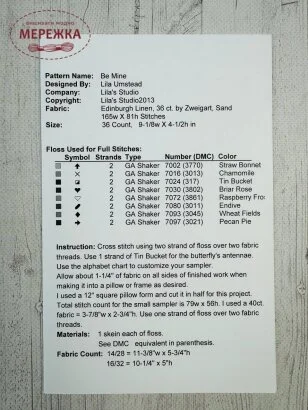 вишиваєм модно
МЕРЕЖКА
Pattern Name: Be Mine
Designed By: Lila Umstead
Company: Lila's Studio
Copyright: Lila's Studio2013
Fabric: Edinburgh Linen, 36 ct. by Zweigart, Sand
165w X 81h Stitches
Size: 36 Count, 9-1/8w X 4-1/2h in
Floss Used for Full Stitches:
Symbol Strands Type Number (DMC) Color
2 GA Shaker 7002 (3770) Straw Bonnet
2 GA Shaker 7016 (3013) Chamomile
2 GA Shaker 7024 (317) Tin Bucket
2 GA Shaker 7030 (3802) Briar Rose
2 GA Shaker 7072 (3861) Raspberry Fro
2 GA Shaker 7080 (3031) Endive
2 GA Shaker 7093 (3045) Wheat Fields
2 GA Shaker 7097 (3021) Pecan Pie
Instruction: Cross stitch using two strand of floss over two fabric
threads. Use 1 strand of Tin Bucket for the butterfly's antennae.
Use the alphabet chart to customize your sampler.
Allow about 1-1/4" of fabric on all sides of finished work when
making it into a pillow or frame as desired.
I used a 12" square pillow form and cut it in half for this project.
Total stitch count for the small sampler is 79w x 56h. I used a 40ct.
fabric = 3-7/8"w x 2-3/4"h. Use one strand of floss over two fabric
threads.
Materials: 1 skein each of floss.
See DMC equivalent in parenthesis.
Fabric Count: 14/28 = 11-3/8"w x 5-3/4"h
16/32 = 10-1/4" x 5"h